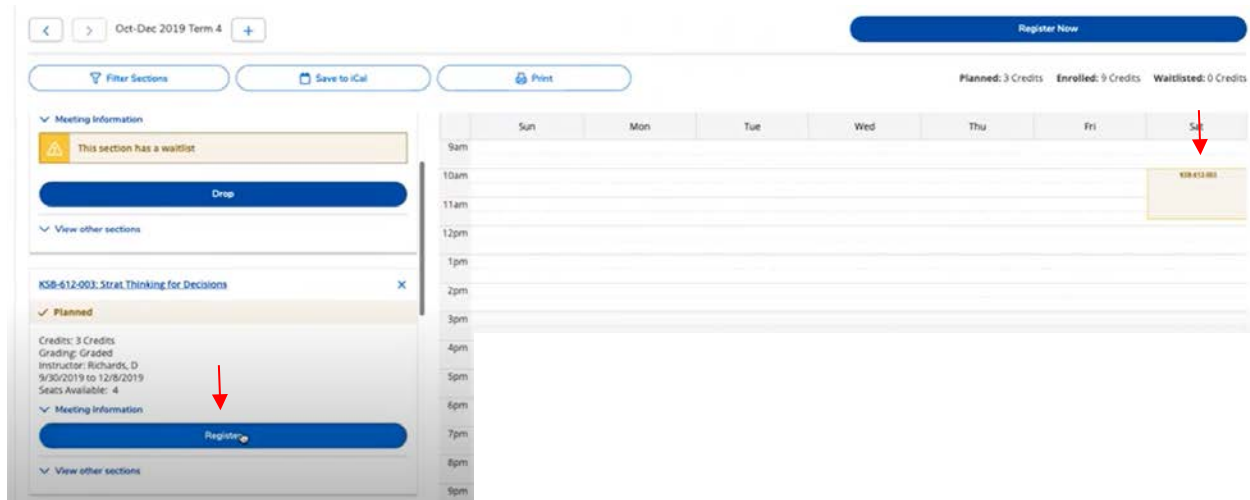 Oct-Dec 2019 Term 4
Register Now
Filter Sections
Save to iCal
Print
Planned: 3 Credits Enrolled: 9 Credits Waitlisted: 0 Credits
Meeting Information
This section has a waitlist
Drop
View other sections
KSB-612-003: Strat Thinking for Decisions
Planned
Credits: 3 Credits
Grading: Graded
Instructor: Richards, D
9/30/2019 to 12/8/2019
Seats Available: 4
Meeting Information
Register
View other sections
Sun Mon Tue Wed Thu Fri Sat
9am
10am
KSB-612-003
11am
12pm
1pm
2pm
3pm
4pm
5pm
6pm
7pm
8pm
9pm